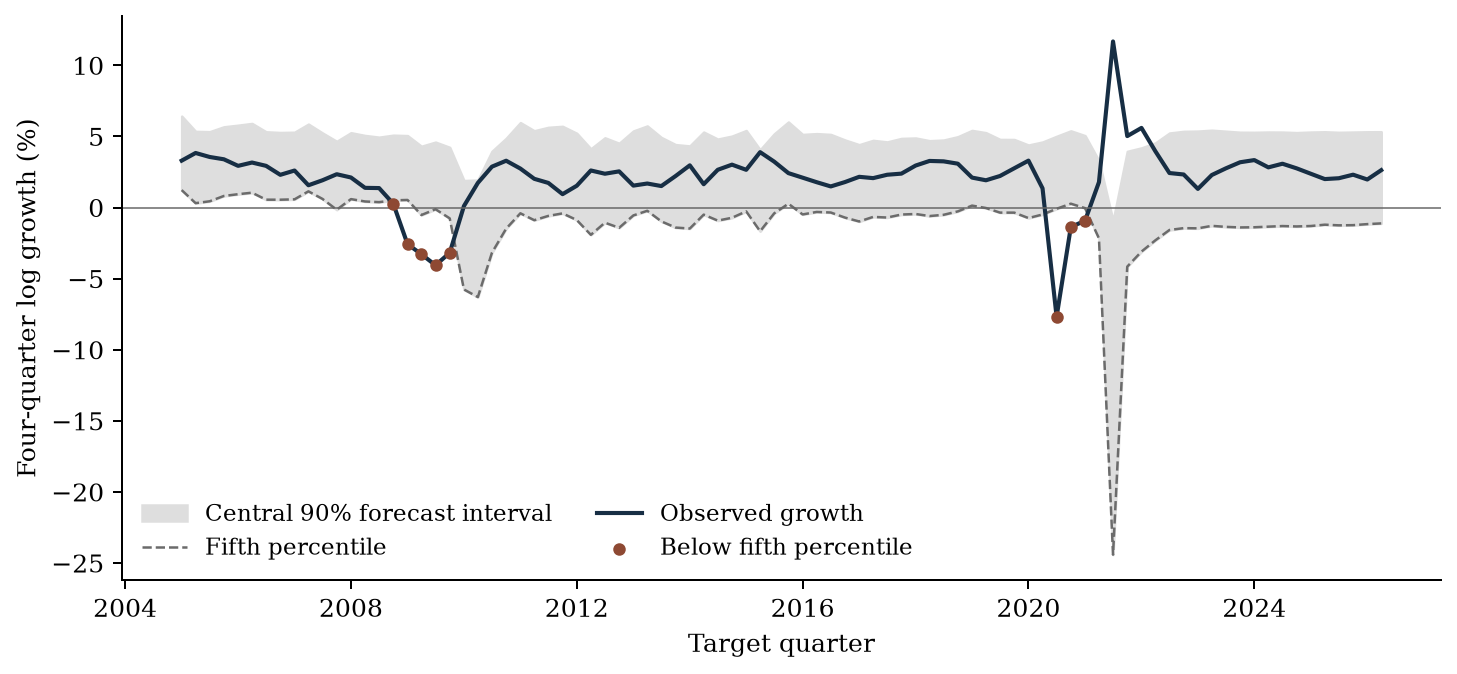 Four-quarter log growth (%)
10
5
0
−5
−10
−15
−20
−25
Central 90% forecast interval
Fifth percentile
Observed growth
Below fifth percentile
2004 2008 2012 2016 2020 2024
Target quarter